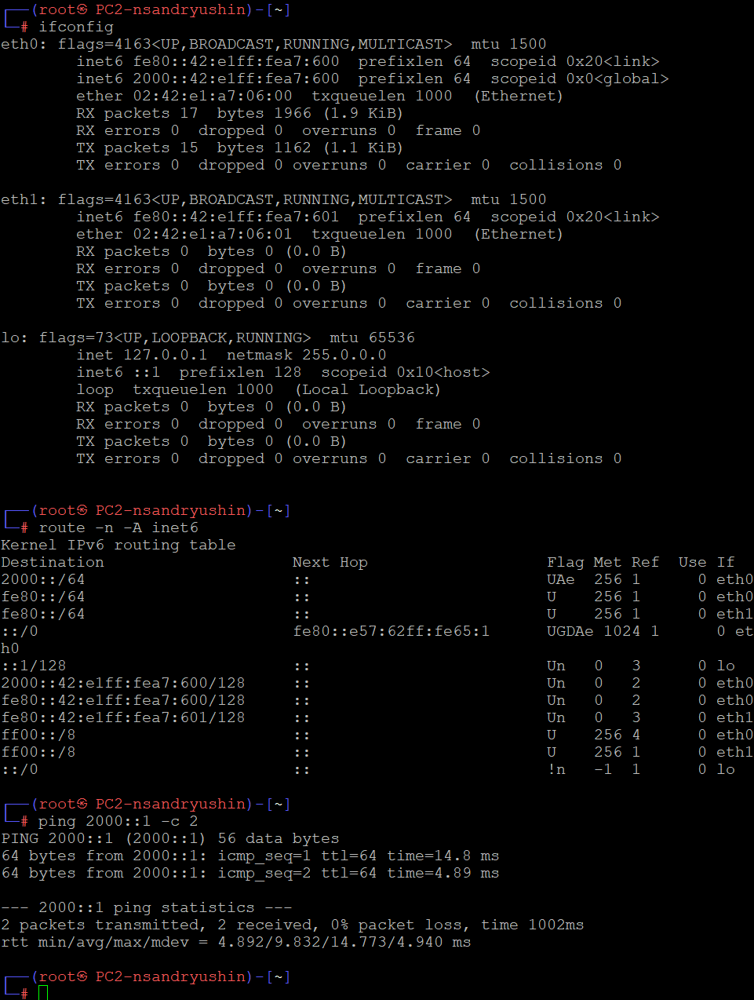 ┌──(root㉿ PC2-nsandryushin)-[~]
└─# ifconfig
eth0: flags=4163<UP,BROADCAST,RUNNING,MULTICAST>  mtu 1500
        inet6 fe80::42:e1ff:fea7:600  prefixlen 64  scopeid 0x20<link>
        inet6 2000::42:e1ff:fea7:600  prefixlen 64  scopeid 0x0<global>
        ether 02:42:e1:a7:06:00  txqueuelen 1000  (Ethernet)
        RX packets 17  bytes 1966 (1.9 KiB)
        RX errors 0  dropped 0  overruns 0  frame 0
        TX packets 15  bytes 1162 (1.1 KiB)
        TX errors 0  dropped 0 overruns 0  carrier 0  collisions 0

eth1: flags=4163<UP,BROADCAST,RUNNING,MULTICAST>  mtu 1500
        inet6 fe80::42:e1ff:fea7:601  prefixlen 64  scopeid 0x20<link>
        ether 02:42:e1:a7:06:01  txqueuelen 1000  (Ethernet)
        RX packets 0  bytes 0 (0.0 B)
        RX errors 0  dropped 0  overruns 0  frame 0
        TX packets 0  bytes 0 (0.0 B)
        TX errors 0  dropped 0 overruns 0  carrier 0  collisions 0

lo: flags=73<UP,LOOPBACK,RUNNING>  mtu 65536
        inet 127.0.0.1  netmask 255.0.0.0
        inet6 ::1  prefixlen 128  scopeid 0x10<host>
        loop  txqueuelen 1000  (Local Loopback)
        RX packets 0  bytes 0 (0.0 B)
        RX errors 0  dropped 0  overruns 0  frame 0
        TX packets 0  bytes 0 (0.0 B)
        TX errors 0  dropped 0 overruns 0  carrier 0  collisions 0

┌──(root㉿ PC2-nsandryushin)-[~]
└─# route -n -A inet6
Kernel IPv6 routing table
Destination                    Next Hop                   Flag Met Ref  Use If
2000::/64                      ::                         UAe  256 1      0 eth0
fe80::/64                      ::                         U    256 1      0 eth0
fe80::/64                      ::                         U    256 1      0 eth1
::/0                           fe80::e57:62ff:fe65:1      UGDAe 1024 1      0 et
h0
::1/128                        ::                         Un   0   3      0 lo
2000::42:e1ff:fea7:600/128     ::                         Un   0   2      0 eth0
fe80::42:e1ff:fea7:600/128     ::                         Un   0   2      0 eth0
fe80::42:e1ff:fea7:601/128     ::                         Un   0   3      0 eth1
ff00::/8                       ::                         U    256 4      0 eth0
ff00::/8                       ::                         U    256 1      0 eth1
::/0                           ::                         !n   -1  1      0 lo

┌──(root㉿ PC2-nsandryushin)-[~]
└─# ping 2000::1 -c 2
PING 2000::1 (2000::1) 56 data bytes
64 bytes from 2000::1: icmp_seq=1 ttl=64 time=14.8 ms
64 bytes from 2000::1: icmp_seq=2 ttl=64 time=4.89 ms

--- 2000::1 ping statistics ---
2 packets transmitted, 2 received, 0% packet loss, time 1002ms
rtt min/avg/max/mdev = 4.892/9.832/14.773/4.940 ms

┌──(root㉿ PC2-nsandryushin)-[~]
└─#